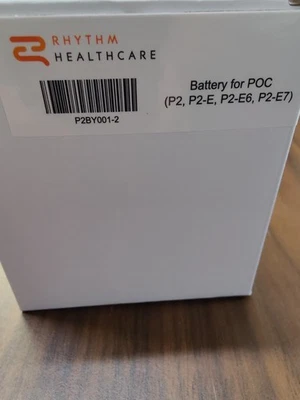 RHYTHM
HEALTHCARE
P2BY001-2
Battery for POC
(P2, P2-E, P2-E6, P2-E7)